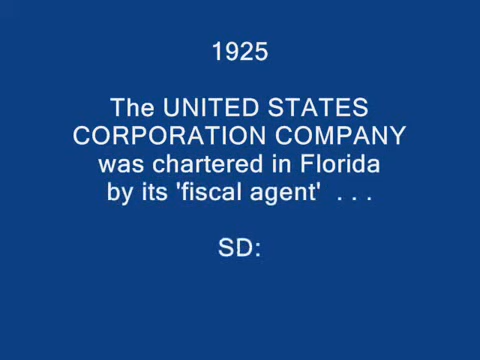 1925
The UNITED STATES
CORPORATION COMPANY
was chartered in Florida
by its 'fiscal agent' . . .
SD: